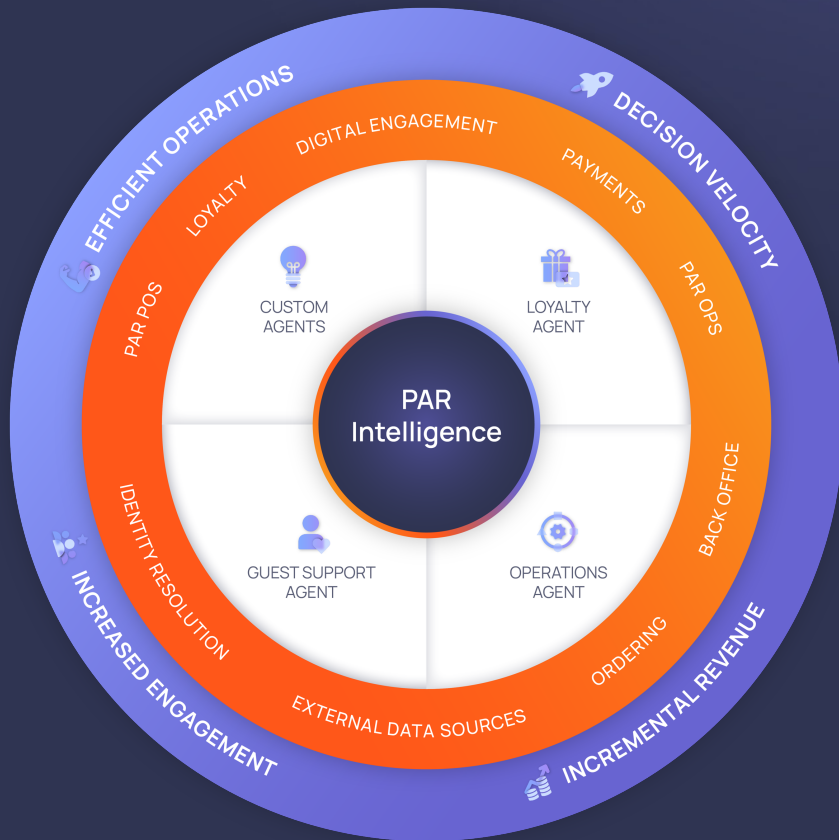 EFFICIENT OPERATIONS
DECISION VELOCITY
DIGITAL ENGAGEMENT
PAYMENTS
LOYALTY
PAR OPS
PAR POS
CUSTOM
AGENTS
LOYALTY
AGENT
PAR
Intelligence
BACK OFFICE
IDENTITY RESOLUTION
GUEST SUPPORT
AGENT
OPERATIONS
AGENT
ORDERING
EXTERNAL DATA SOURCES
INCREASED ENGAGEMENT
INCREMENTAL REVENUE